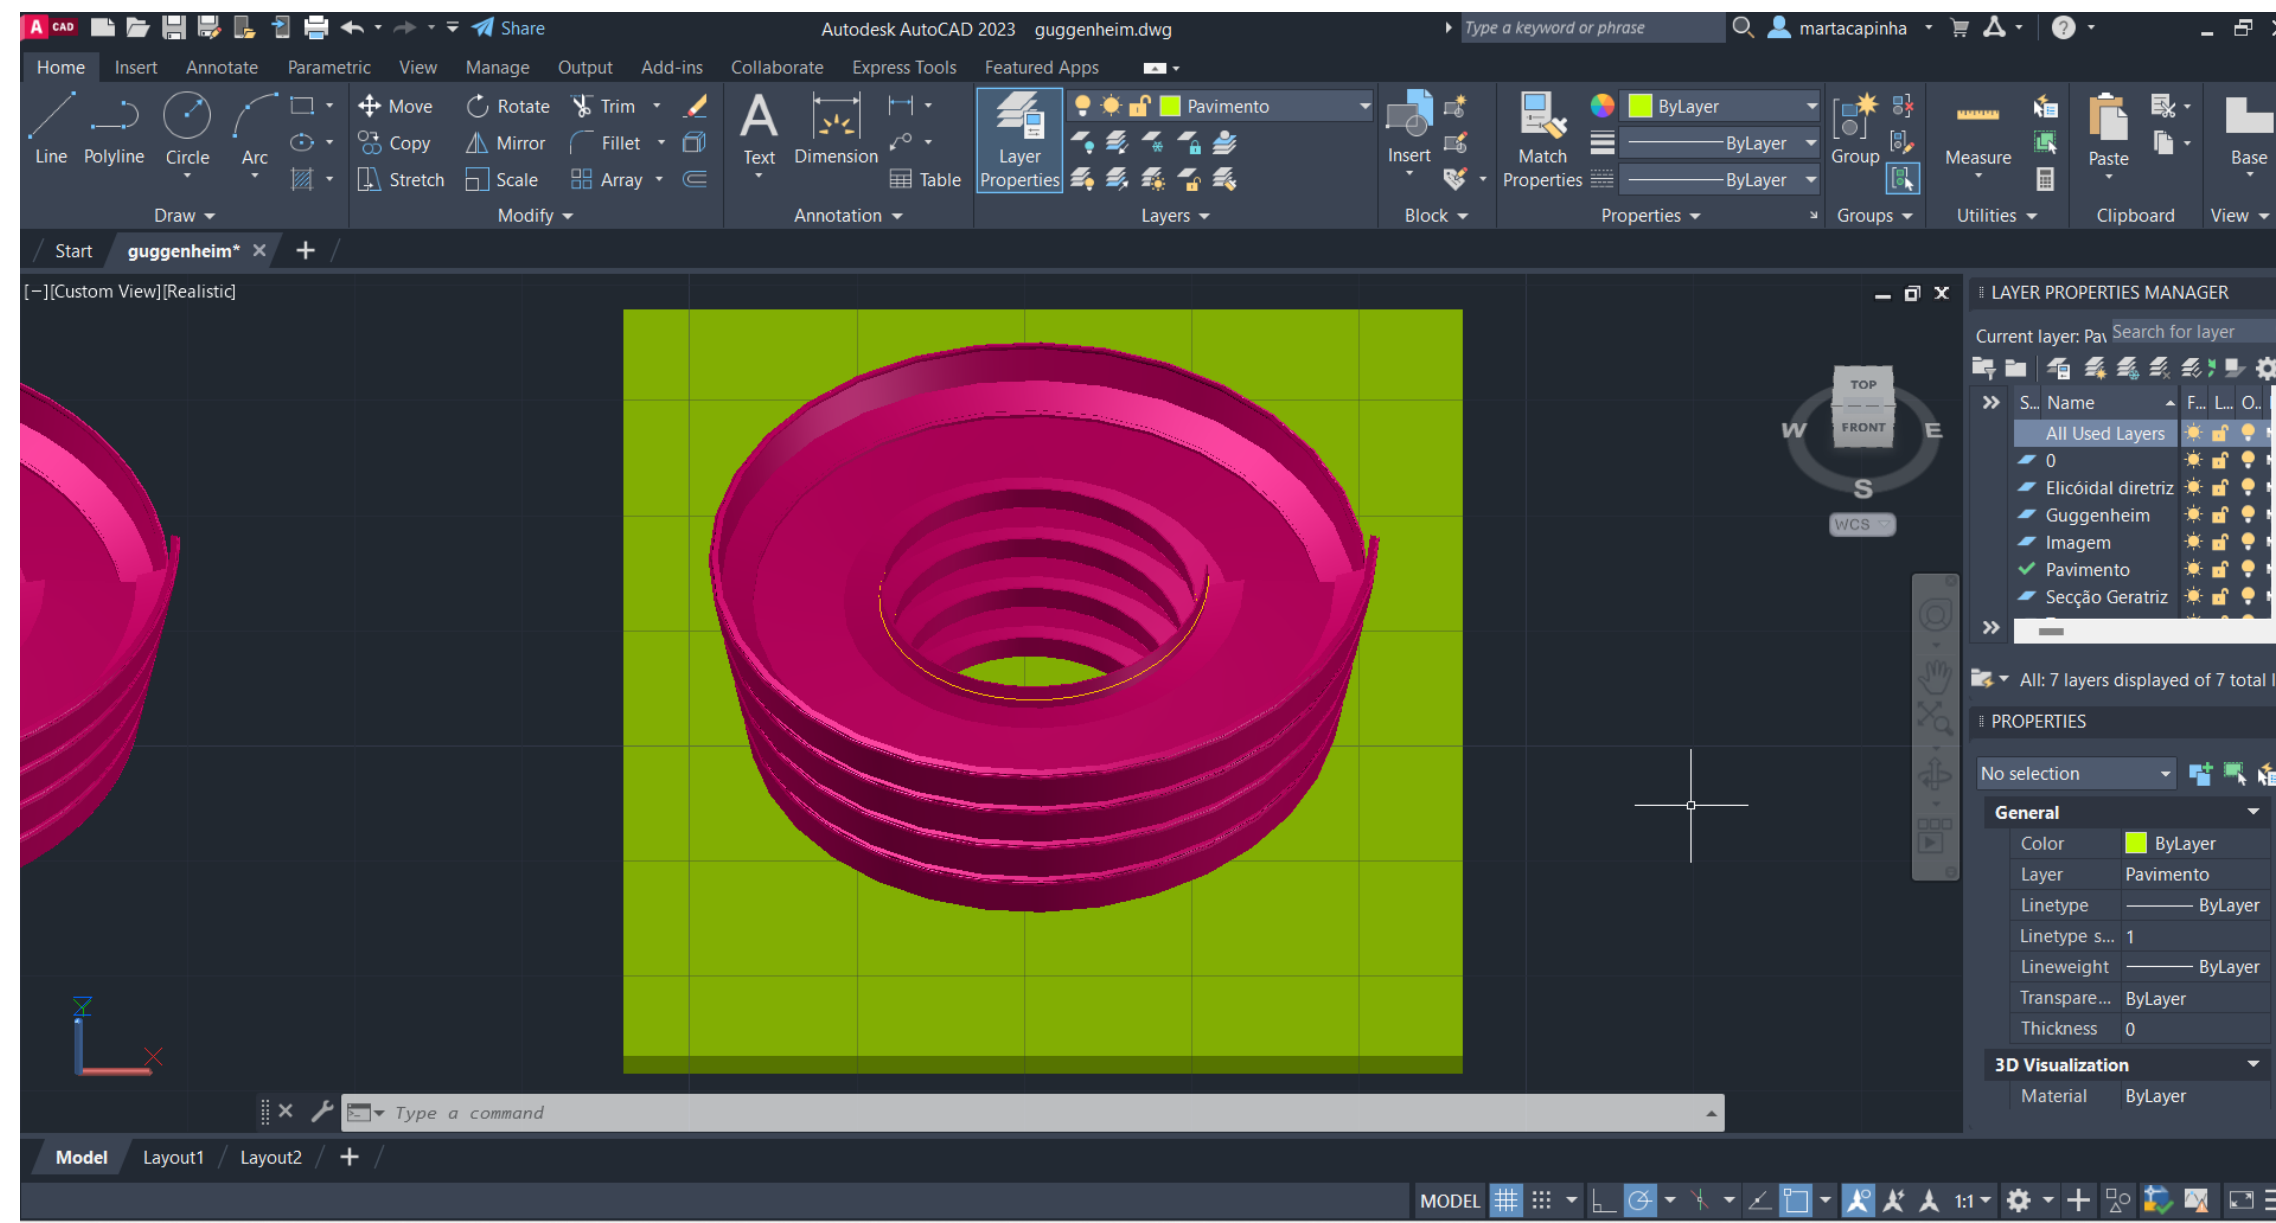 A CAD Share Autodesk AutoCAD 2023 guggenheim.dwg Type a keyword or phrase martacapinha
Home Insert Annotate Parametric View Manage Output Add-ins Collaborate Express Tools Featured Apps
Line Polyline Circle Arc
Move Rotate Trim
Copy Mirror Fillet
Stretch Scale Array
Text Dimension Table
Layer Properties
Pavimento
Insert
Match Properties
ByLayer
ByLayer
ByLayer
Group
Measure
Paste
Base
Draw Modify Annotation Layers Block Properties Groups Utilities Clipboard View
Start guggenheim*
[−][Custom View][Realistic]
TOP
FRONT
W E
S
WCS
LAYER PROPERTIES MANAGER
Current layer: Pav Search for layer
S... Name F... L... O..
All Used Layers
0
Elicóidal diretriz
Guggenheim
Imagem
Pavimento
Secção Geratriz
All: 7 layers displayed of 7 total l
PROPERTIES
No selection
General
Color ByLayer
Layer Pavimento
Linetype ByLayer
Linetype s... 1
Lineweight ByLayer
Transpare... ByLayer
Thickness 0
3D Visualization
Material ByLayer
Z
X
Type a command
Model Layout1 Layout2
MODEL 1:1